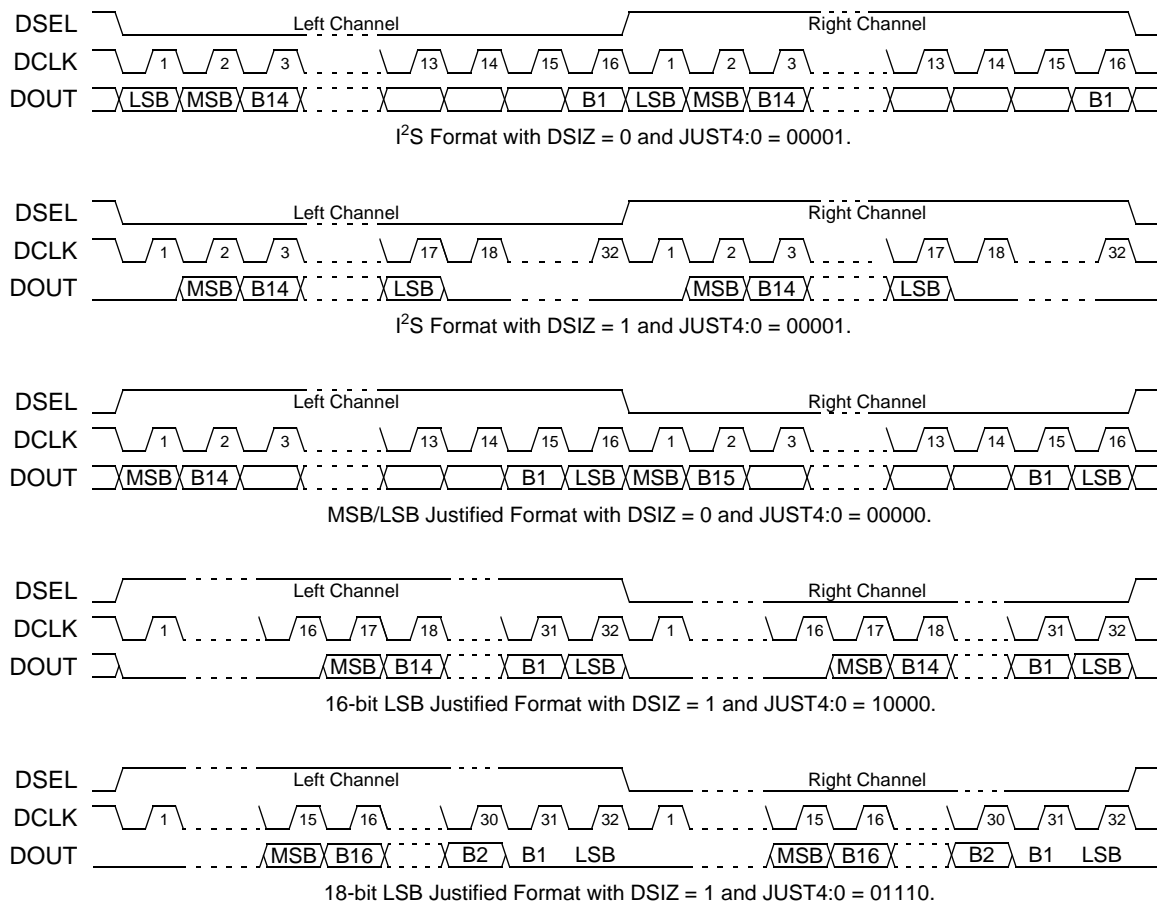 DSEL Left Channel Right Channel
DCLK 1 2 3 13 14 15 16 1 2 3 13 14 15 16
DOUT LSB MSB B14 B1 LSB MSB B14 B1
I²S Format with DSIZ = 0 and JUST4:0 = 00001.
DSEL Left Channel Right Channel
DCLK 1 2 3 17 18 32 1 2 3 17 18 32
DOUT MSB B14 LSB MSB B14 LSB
I²S Format with DSIZ = 1 and JUST4:0 = 00001.
DSEL Left Channel Right Channel
DCLK 1 2 3 13 14 15 16 1 2 3 13 14 15 16
DOUT MSB B14 B1 LSB MSB B15 B1 LSB
MSB/LSB Justified Format with DSIZ = 0 and JUST4:0 = 00000.
DSEL Left Channel Right Channel
DCLK 1 16 17 18 31 32 1 16 17 18 31 32
DOUT MSB B14 B1 LSB MSB B14 B1 LSB
16-bit LSB Justified Format with DSIZ = 1 and JUST4:0 = 10000.
DSEL Left Channel Right Channel
DCLK 1 15 16 30 31 32 1 15 16 30 31 32
DOUT MSB B16 B2 B1 LSB MSB B16 B2 B1 LSB
18-bit LSB Justified Format with DSIZ = 1 and JUST4:0 = 01110.